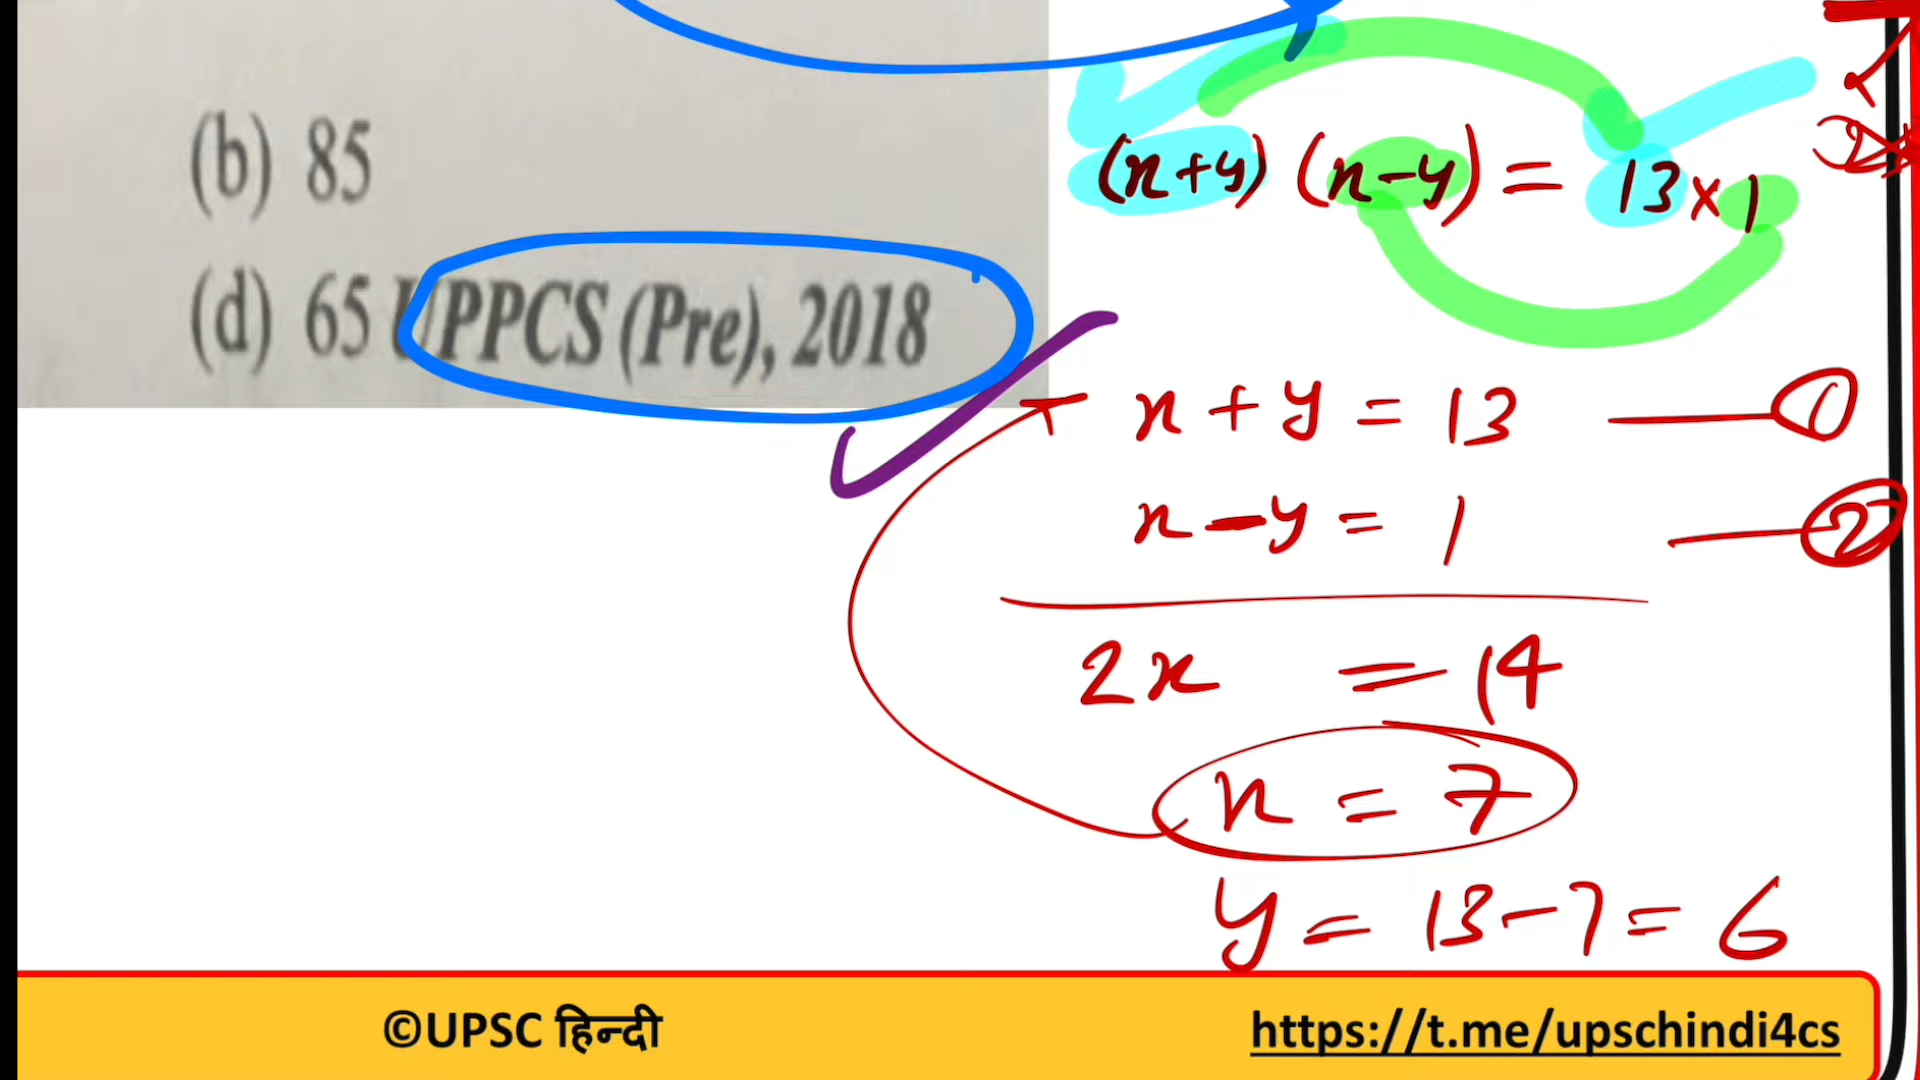 (b) 85
(x+y) (x-y) = 13×1
(d) 65 UPPCS (Pre), 2018
x + y = 13 — 1
x - y = 1 — 2
2x = 14
x = 7
y = 13-7 = 6
©UPSC हिन्दी
https://t.me/upschindi4cs